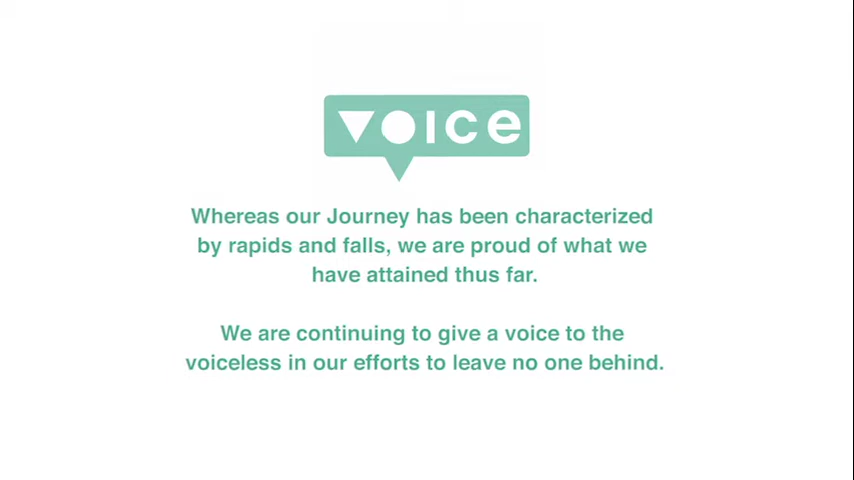 VOICE
Whereas our Journey has been characterized
by rapids and falls, we are proud of what we
have attained thus far.
We are continuing to give a voice to the
voiceless in our efforts to leave no one behind.